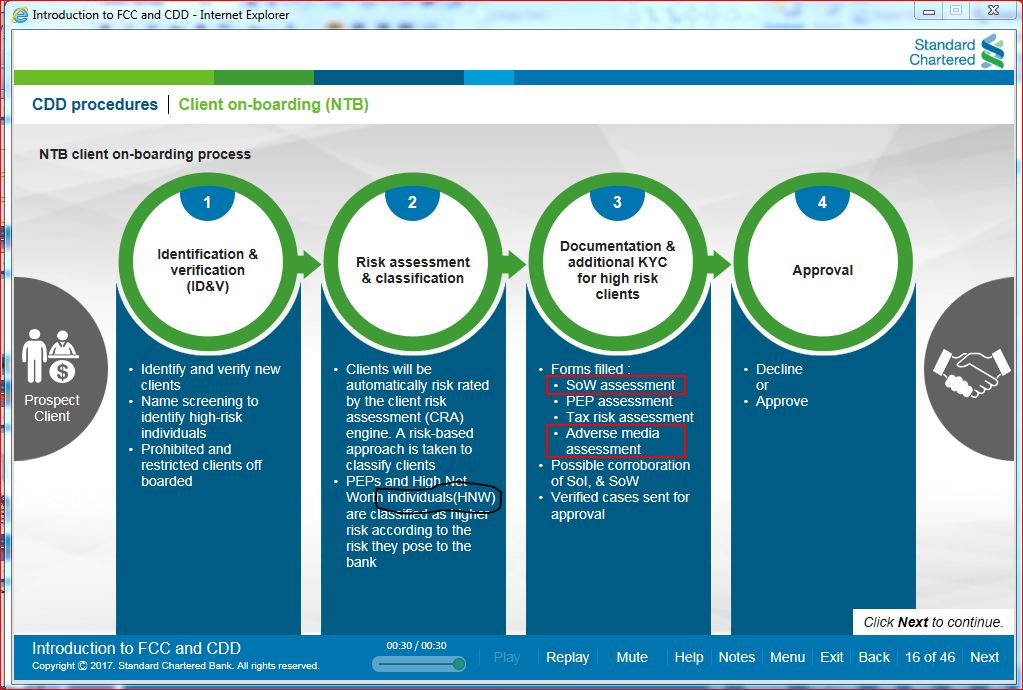 Introduction to FCC and CDD - Internet Explorer
Standard
Chartered
CDD procedures | Client on-boarding (NTB)
NTB client on-boarding process
Prospect
Client
1
Identification &
verification
(ID&V)
• Identify and verify new
clients
• Name screening to
identify high-risk
individuals
• Prohibited and
restricted clients off
boarded
2
Risk assessment
& classification
• Clients will be
automatically risk rated
by the client risk
assessment (CRA)
engine. A risk-based
approach is taken to
classify clients
• PEPs and High Net
Worth individuals(HNW)
are classified as higher
risk according to the
risk they pose to the
bank
3
Documentation &
additional KYC
for high risk
clients
• Forms filled :
• SoW assessment
• PEP assessment
• Tax risk assessment
• Adverse media
assessment
• Possible corroboration
of SoI, & SoW
• Verified cases sent for
approval
4
Approval
• Decline
or
• Approve
$
Click Next to continue.
Introduction to FCC and CDD
Copyright © 2017. Standard Chartered Bank. All rights reserved.
00:30 / 00:30
Play
Replay
Mute
Help
Notes
Menu
Exit
Back
16 of 46
Next